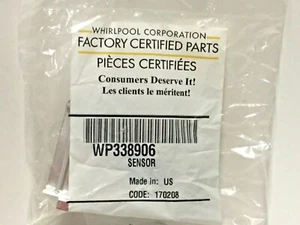 WHIRLPOOL CORPORATION
FACTORY CERTIFIED PARTS
PIÈCES CERTIFIÉES
Consumers Deserve It!
Les clients le méritent!
WP338906
SENSOR
Made in: US
CODE: 170208